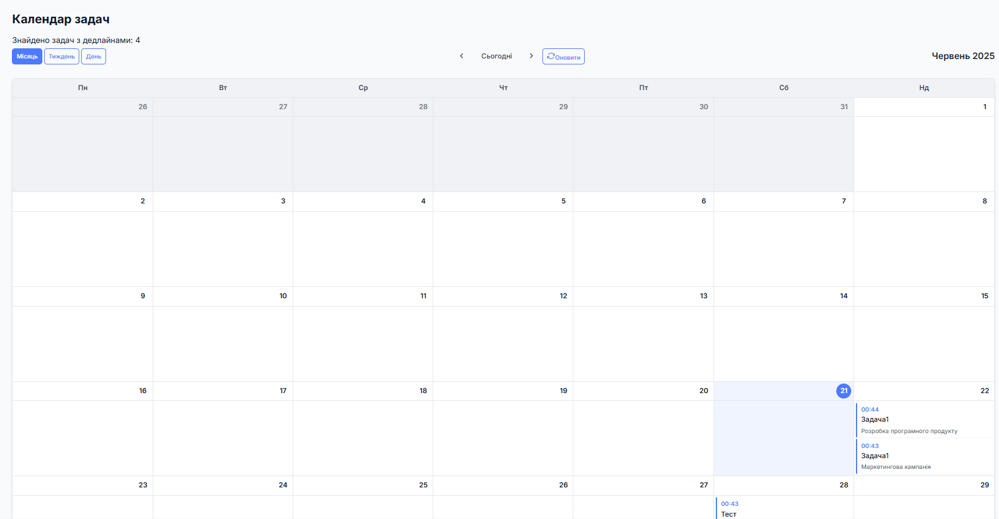 Календар задач
Знайдено задач з дедлайнами: 4
Місяць Тиждень День
Сьогодні Оновити
Червень 2025
Пн Вт Ср Чт Пт Сб Нд
26 27 28 29 30 31 1
2 3 4 5 6 7 8
9 10 11 12 13 14 15
16 17 18 19 20 21 22
00:44
Задача1
Розробка програмного продукту
00:43
Задача1
Маркетингова кампанія
23 24 25 26 27 28 29
00:43
Тест